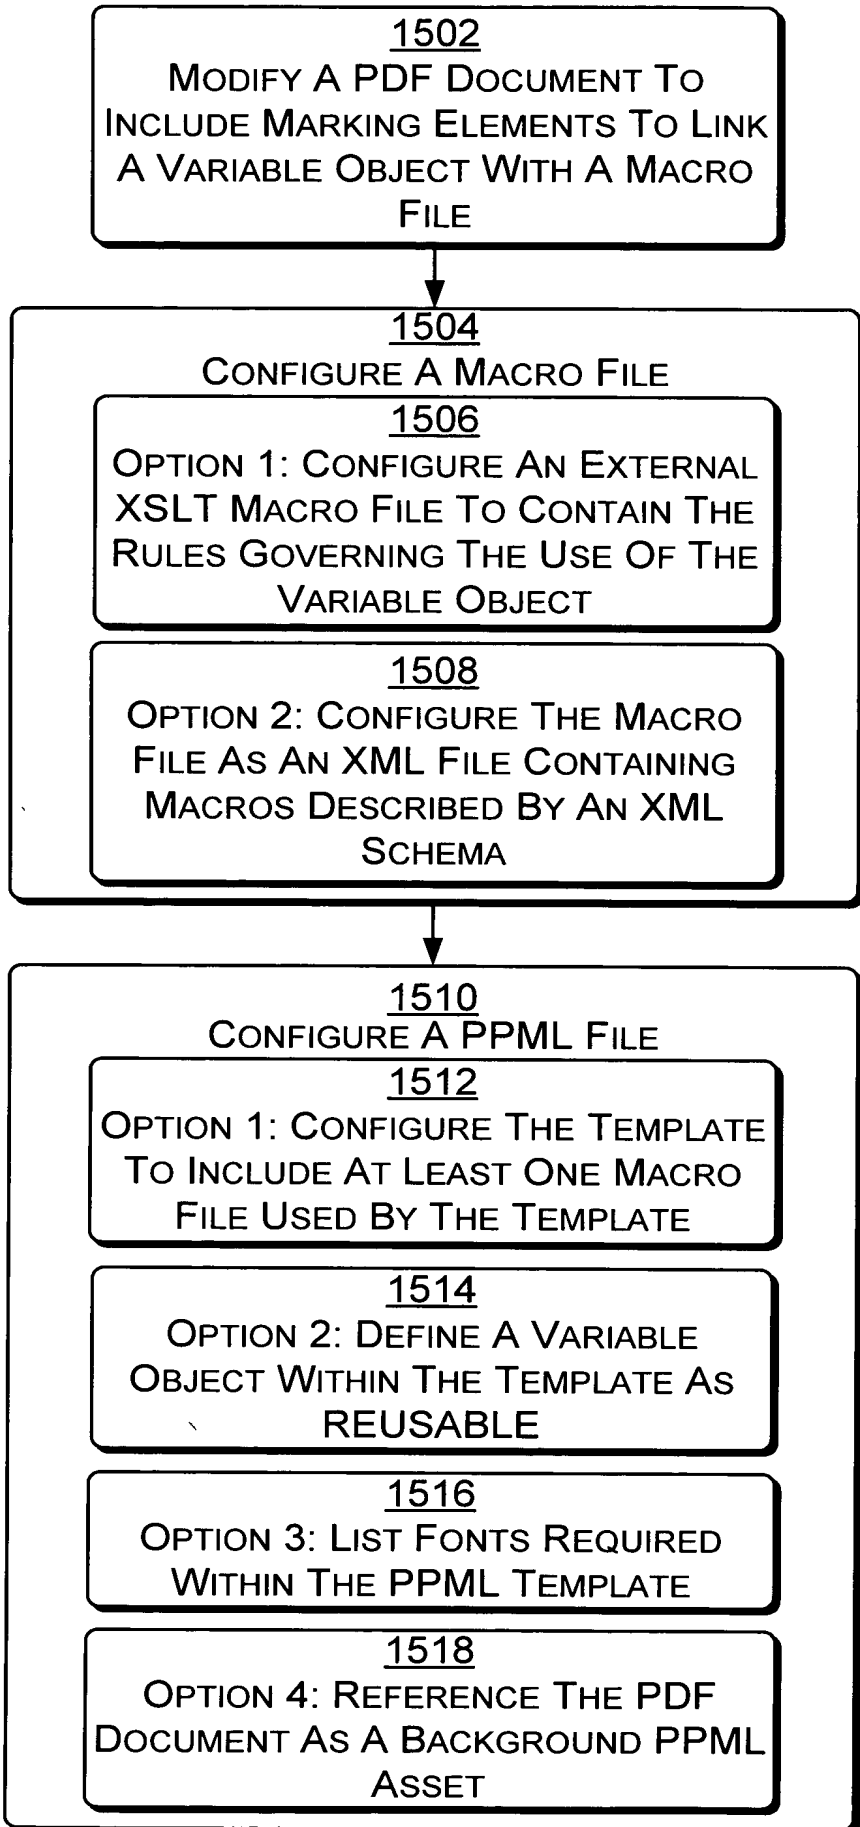 1502
MODIFY A PDF DOCUMENT TO
INCLUDE MARKING ELEMENTS TO LINK
A VARIABLE OBJECT WITH A MACRO
FILE
1504
CONFIGURE A MACRO FILE
1506
OPTION 1: CONFIGURE AN EXTERNAL
XSLT MACRO FILE TO CONTAIN THE
RULES GOVERNING THE USE OF THE
VARIABLE OBJECT
1508
OPTION 2: CONFIGURE THE MACRO
FILE AS AN XML FILE CONTAINING
MACROS DESCRIBED BY AN XML
SCHEMA
1510
CONFIGURE A PPML FILE
1512
OPTION 1: CONFIGURE THE TEMPLATE
TO INCLUDE AT LEAST ONE MACRO
FILE USED BY THE TEMPLATE
1514
OPTION 2: DEFINE A VARIABLE
OBJECT WITHIN THE TEMPLATE AS
REUSABLE
1516
OPTION 3: LIST FONTS REQUIRED
WITHIN THE PPML TEMPLATE
1518
OPTION 4: REFERENCE THE PDF
DOCUMENT AS A BACKGROUND PPML
ASSET